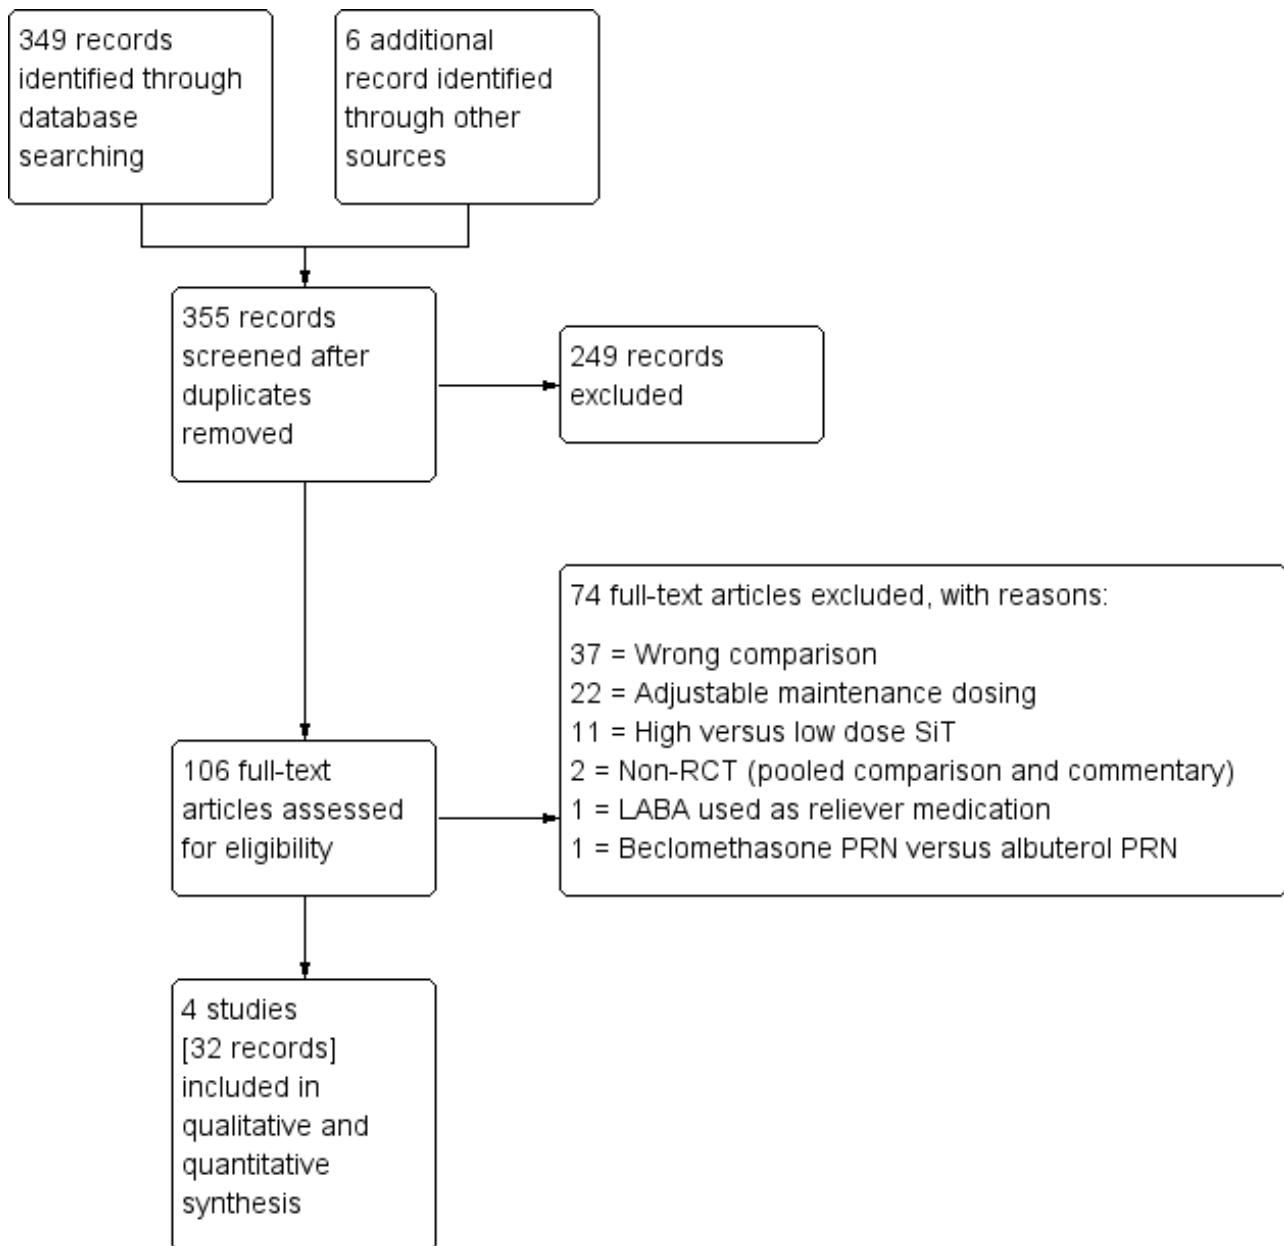 349 records
identified through
database
searching
6 additional
record identified
through other
sources
355 records
screened after
duplicates
removed
249 records
excluded
74 full-text articles excluded, with reasons:
37 = Wrong comparison
22 = Adjustable maintenance dosing
11 = High versus low dose SiT
2 = Non-RCT (pooled comparison and commentary)
1 = LABA used as reliever medication
1 = Beclomethasone PRN versus albuterol PRN
106 full-text
articles assessed
for eligibility
4 studies
[32 records]
included in
qualitative and
quantitative
synthesis